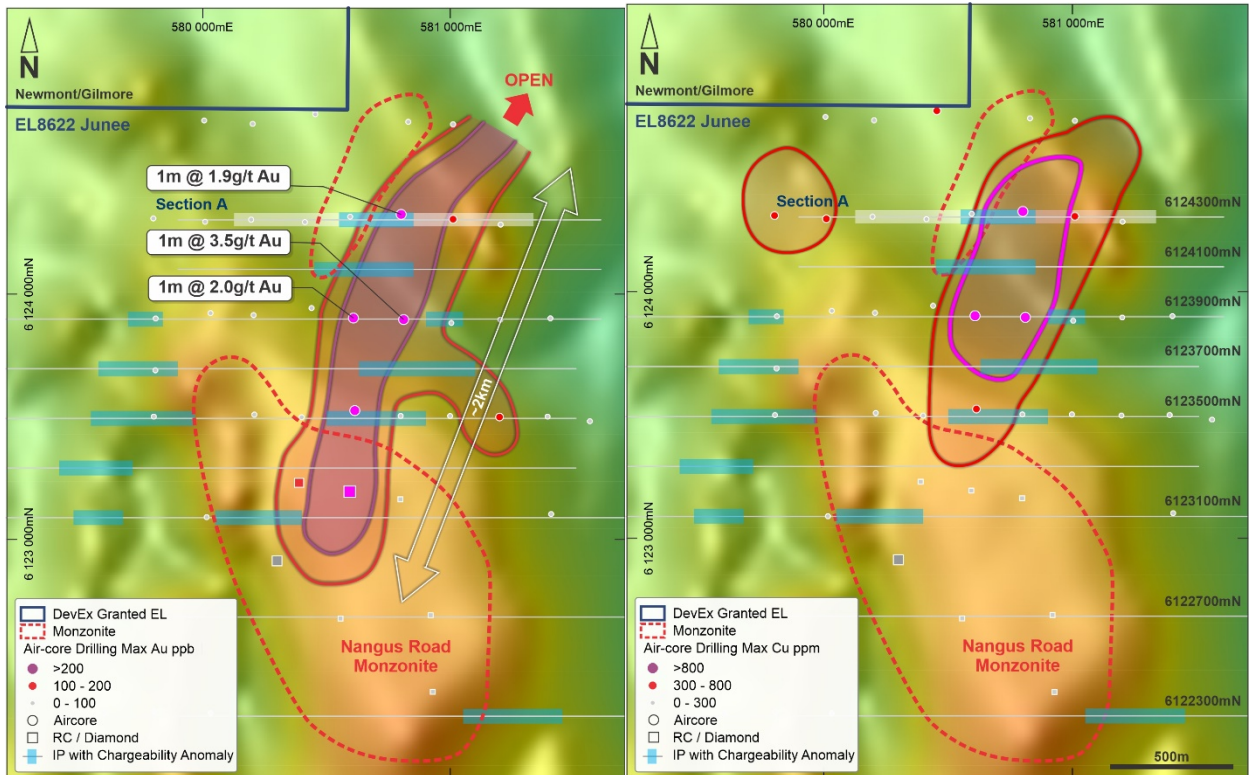 580 000mE
581 000mE
N
Newmont/Gilmore
EL8622 Junee
OPEN
1m @ 1.9g/t Au
Section A
1m @ 3.5g/t Au
1m @ 2.0g/t Au
6 124 000mN
~2km
6 123 000mN
Nangus Road
Monzonite
DevEx Granted EL
Monzonite
Air-core Drilling Max Au ppb
>200
100 - 200
0 - 100
Aircore
RC / Diamond
IP with Chargeability Anomaly
580 000mE
581 000mE
N
Newmont/Gilmore
EL8622 Junee
Section A
6124300mN
6124100mN
6 124 000mN
6123900mN
6123700mN
6123500mN
6123100mN
6 123 000mN
6122700mN
Nangus Road
Monzonite
6122300mN
DevEx Granted EL
Monzonite
Air-core Drilling Max Cu ppm
>800
300 - 800
0 - 300
Aircore
RC / Diamond
IP with Chargeability Anomaly
500m